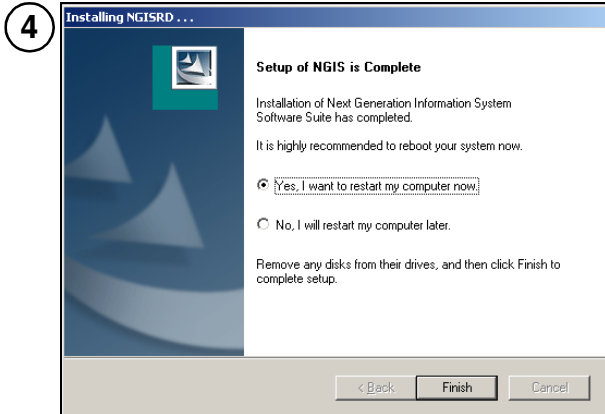 4
Installing NGISRD . . .
Setup of NGIS is Complete
Installation of Next Generation Information System
Software Suite has completed.
It is highly recommended to reboot your system now.
Yes, I want to restart my computer now.
No, I will restart my computer later.
Remove any disks from their drives, and then click Finish to
complete setup.
< Back Finish Cancel